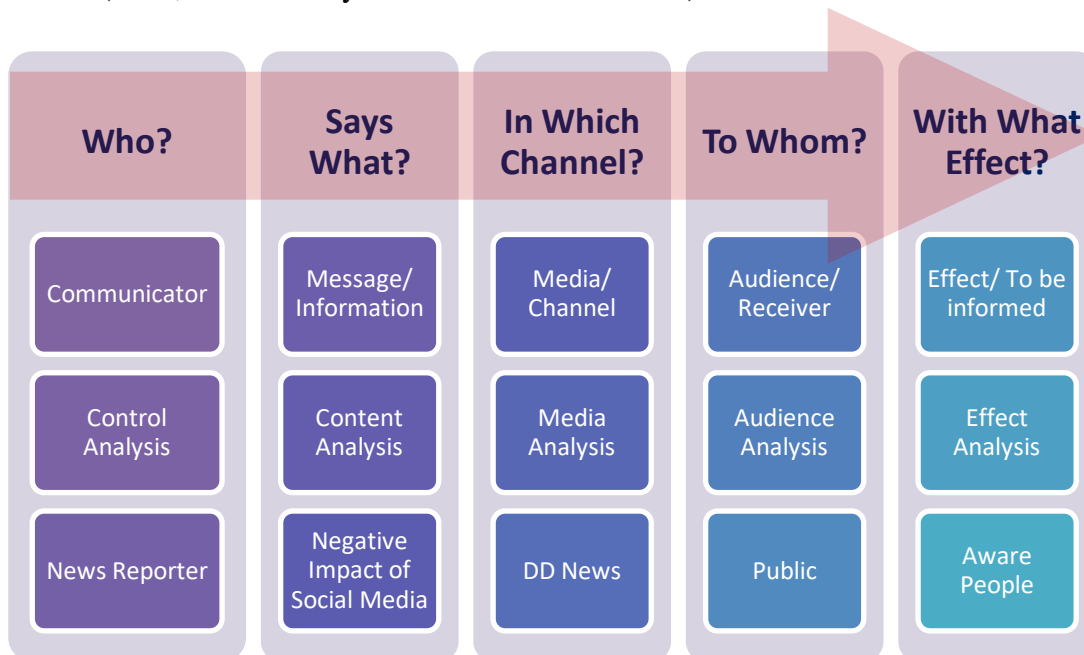 Who?
Says
What?
In Which
Channel?
To Whom?
With What
Effect?
Communicator
Message/
Information
Media/
Channel
Audience/
Receiver
Effect/ To be
informed
Control
Analysis
Content
Analysis
Media
Analysis
Audience
Analysis
Effect
Analysis
News Reporter
Negative
Impact of
Social Media
DD News
Public
Aware
People